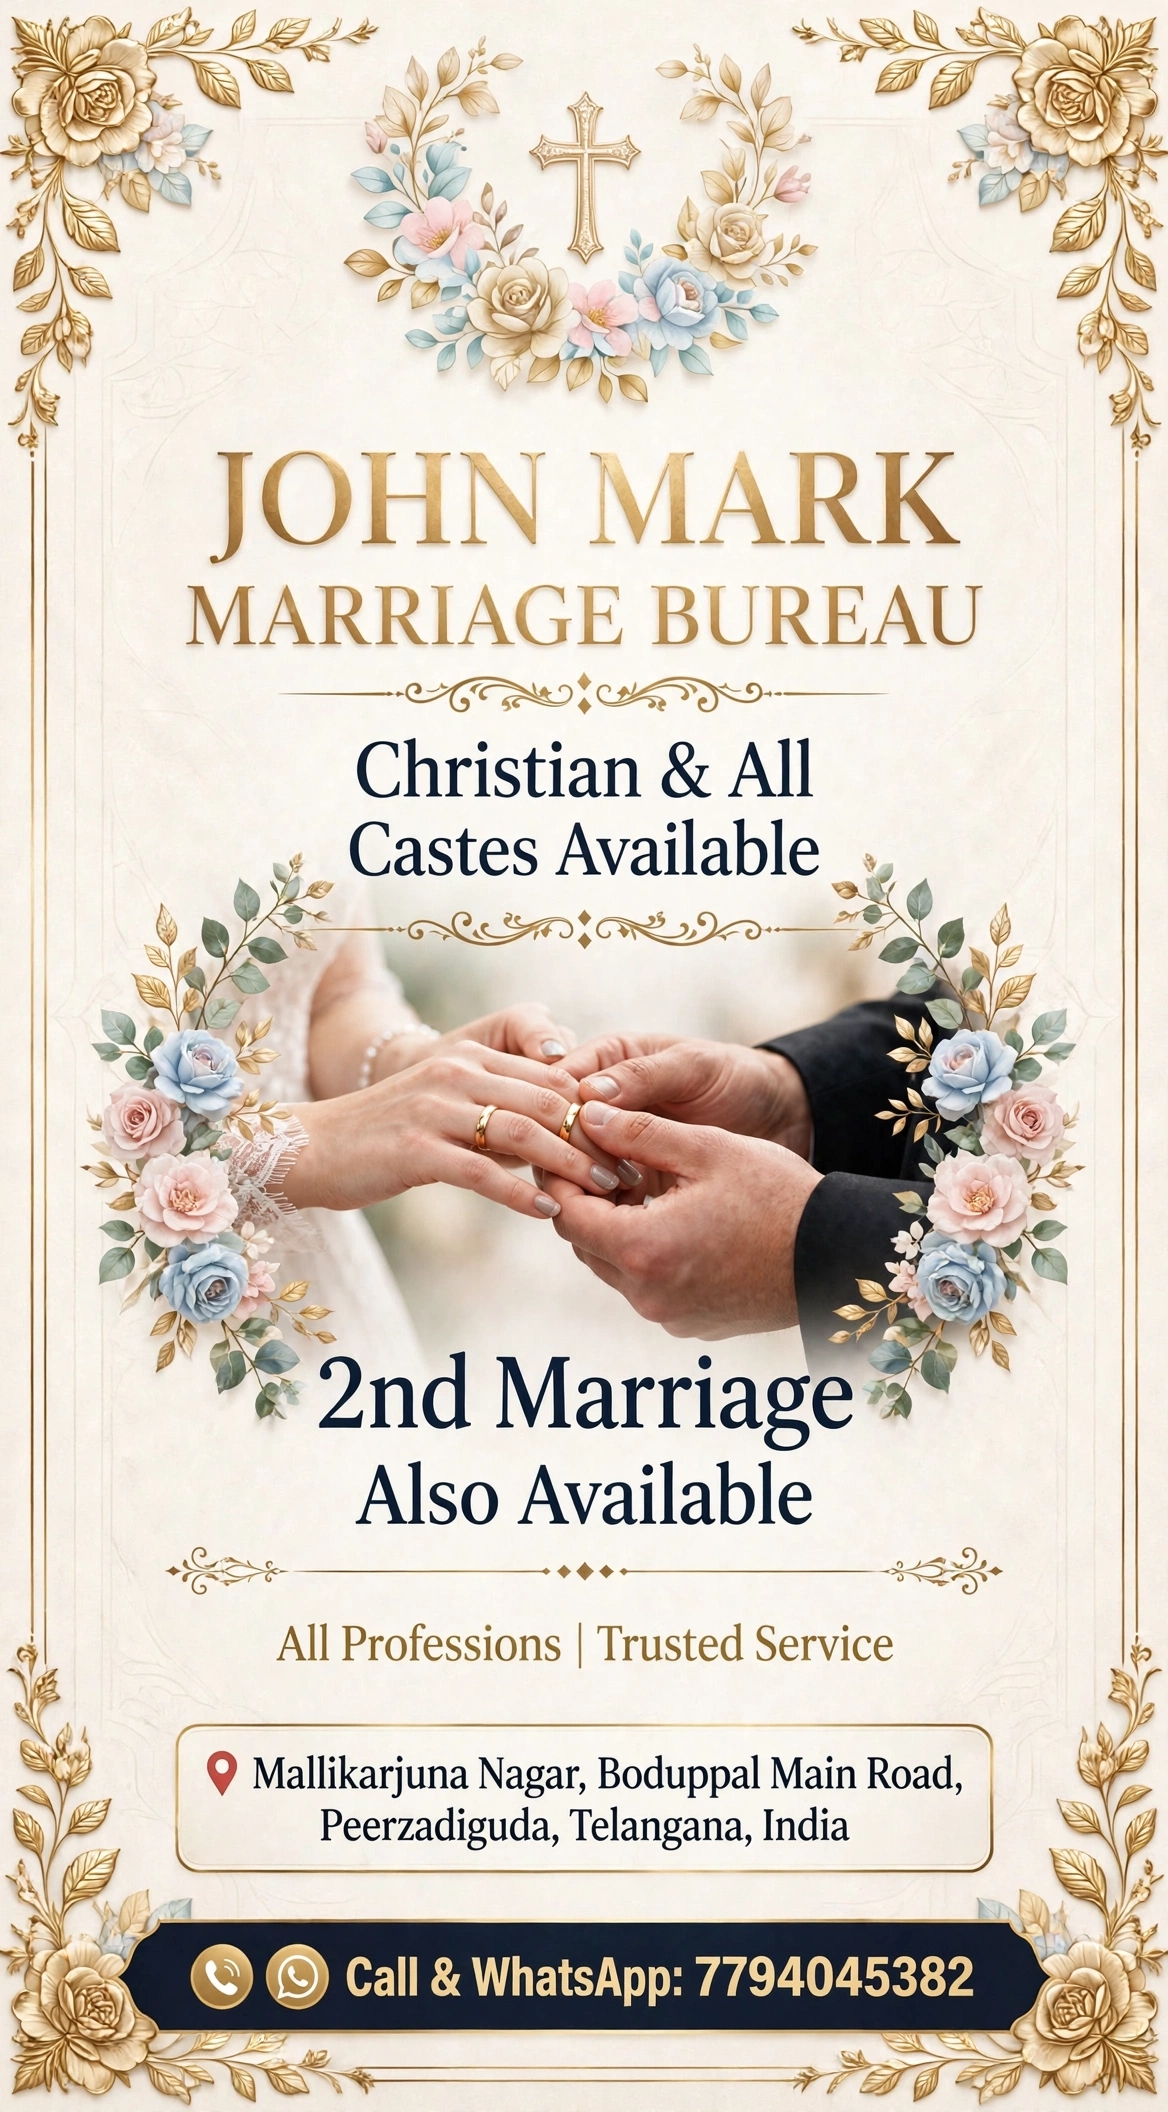 JOHN MARK
MARRIAGE BUREAU
Christian & All
Castes Available
2nd Marriage
Also Available
All Professions | Trusted Service
Mallikarjuna Nagar, Boduppal Main Road,
Peerzadiguda, Telangana, India
Call & WhatsApp: 7794045382